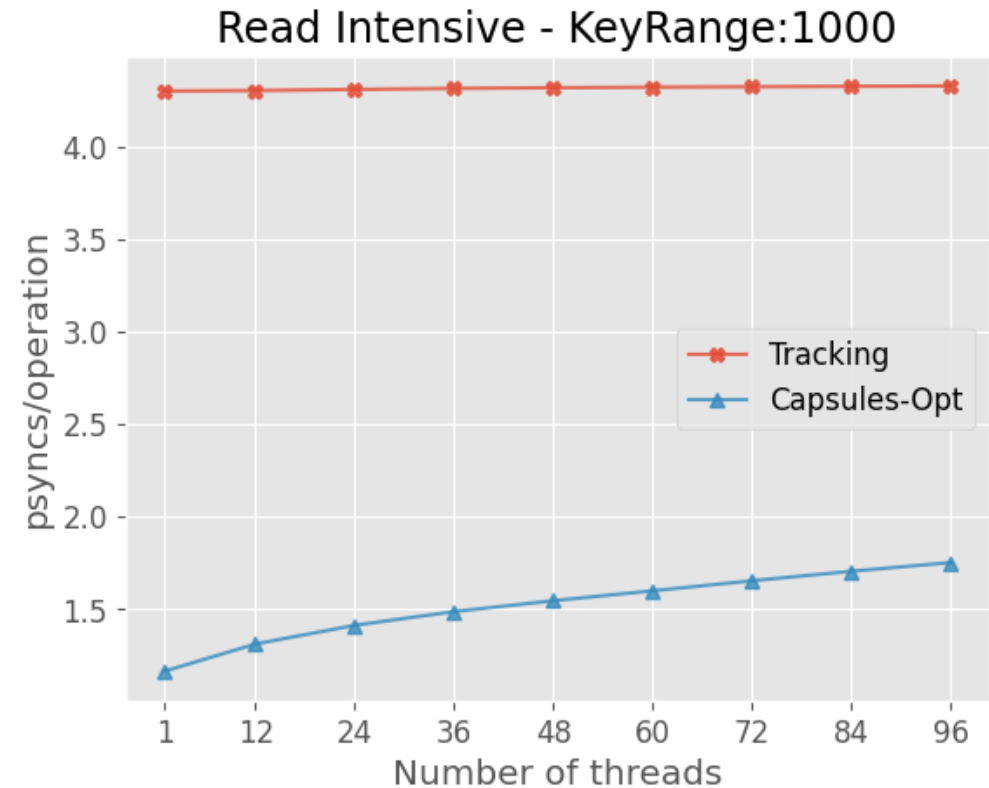 Read Intensive - KeyRange:1000
psyncs/operation
4.0
3.5
3.0
2.5
2.0
1.5
Tracking
Capsules-Opt
1 12 24 36 48 60 72 84 96
Number of threads